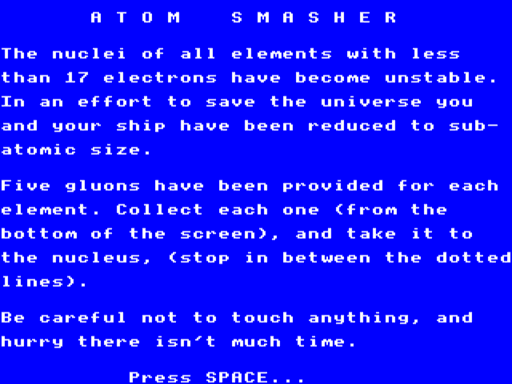 A T O M   S M A S H E R
The nuclei of all elements with less
than 17 electrons have become unstable.
In an effort to save the universe you
and your ship have been reduced to sub-
atomic size.
Five gluons have been provided for each
element. Collect each one (from the
bottom of the screen), and take it to
the nucleus, (stop in between the dotted
lines).
Be careful not to touch anything, and
hurry there isn't much time.
Press SPACE...